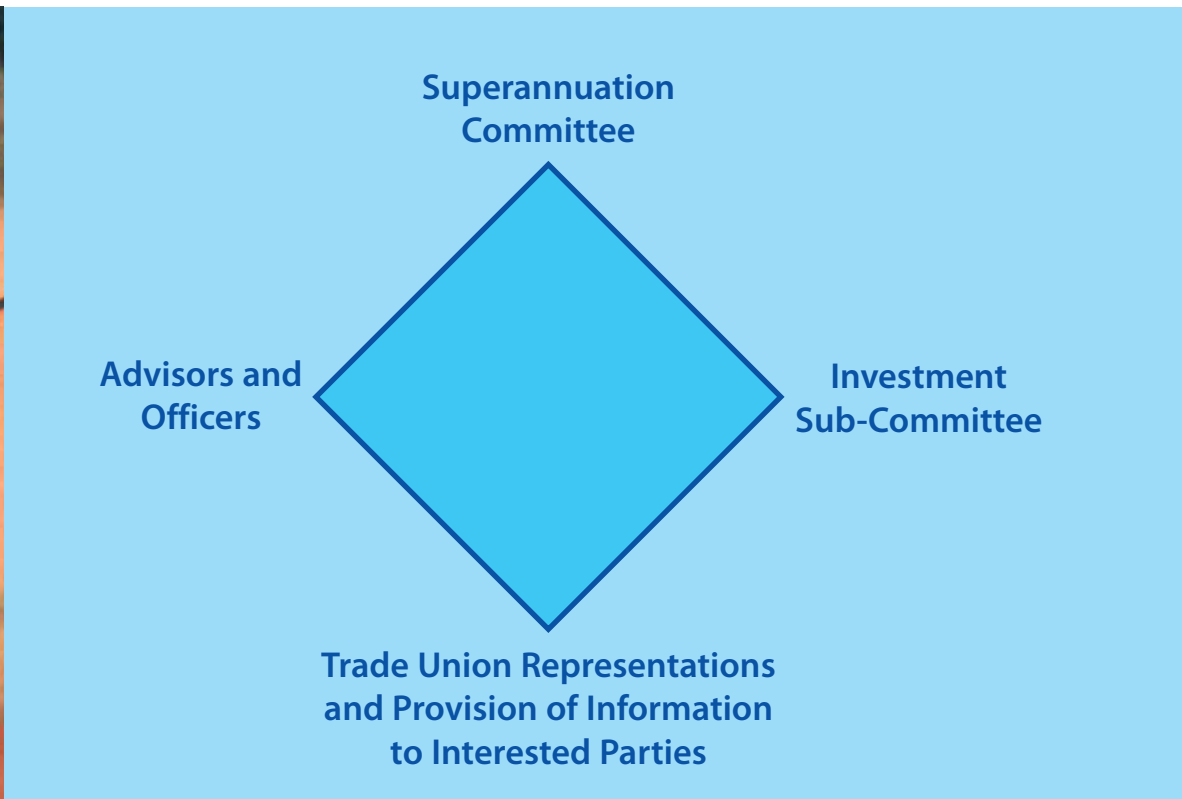 Superannuation
Committee
Advisors and
Officers
Investment
Sub-Committee
Trade Union Representations
and Provision of Information
to Interested Parties